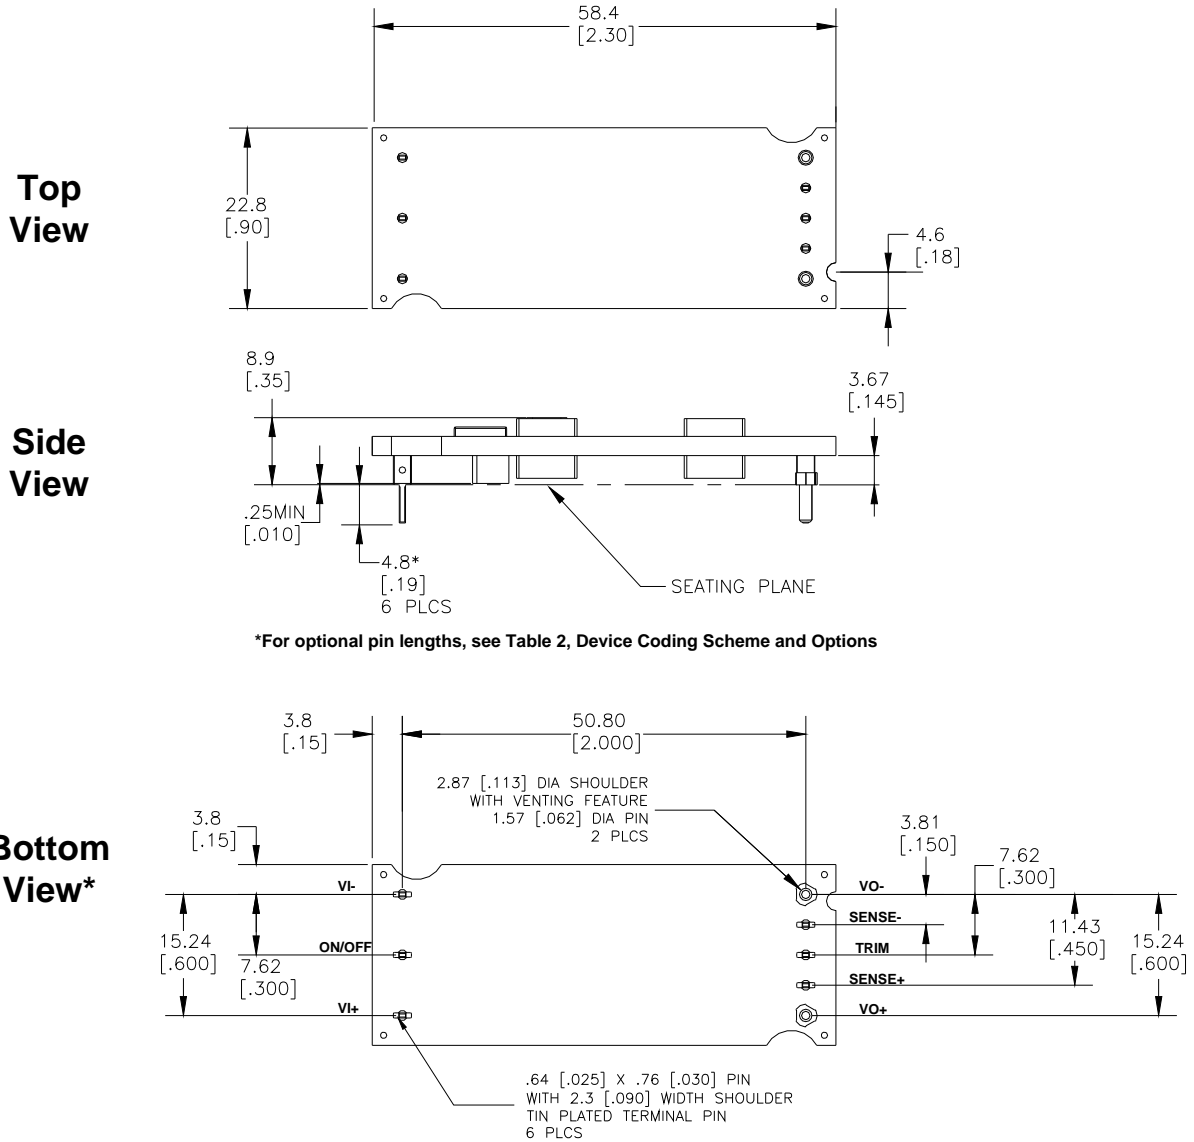 58.4
[2.30]
Top
View
22.8
[.90]
4.6
[.18]
8.9
[.35]
3.67
[.145]
Side
View
.25MIN
[.010]
4.8*
[.19]
6 PLCS
SEATING PLANE
*For optional pin lengths, see Table 2, Device Coding Scheme and Options
3.8
[.15]
50.80
[2.000]
2.87 [.113] DIA SHOULDER
WITH VENTING FEATURE
1.57 [.062] DIA PIN
2 PLCS
3.8
[.15]
3.81
[.150]
7.62
[.300]
Bottom
View*
VI-
VO-
SENSE-
ON/OFF
TRIM
SENSE+
VI+
VO+
15.24
[.600]
7.62
[.300]
11.43
[.450]
15.24
[.600]
.64 [.025] X .76 [.030] PIN
WITH 2.3 [.090] WIDTH SHOULDER
TIN PLATED TERMINAL PIN
6 PLCS